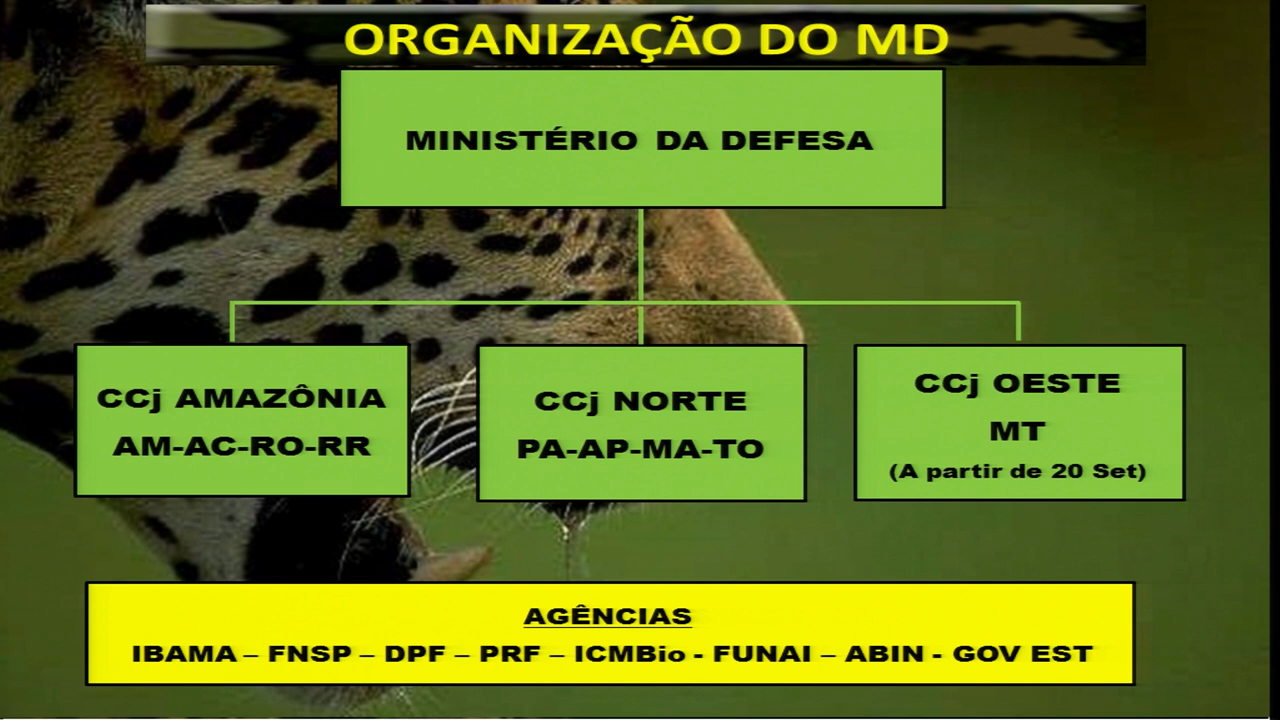 ORGANIZAÇÃO DO MD
MINISTÉRIO DA DEFESA
CCj AMAZÔNIA
AM-AC-RO-RR
CCj NORTE
PA-AP-MA-TO
CCj OESTE
MT
(A partir de 20 Set)
AGÊNCIAS
IBAMA – FNSP – DPF – PRF – ICMBio - FUNAI – ABIN - GOV EST